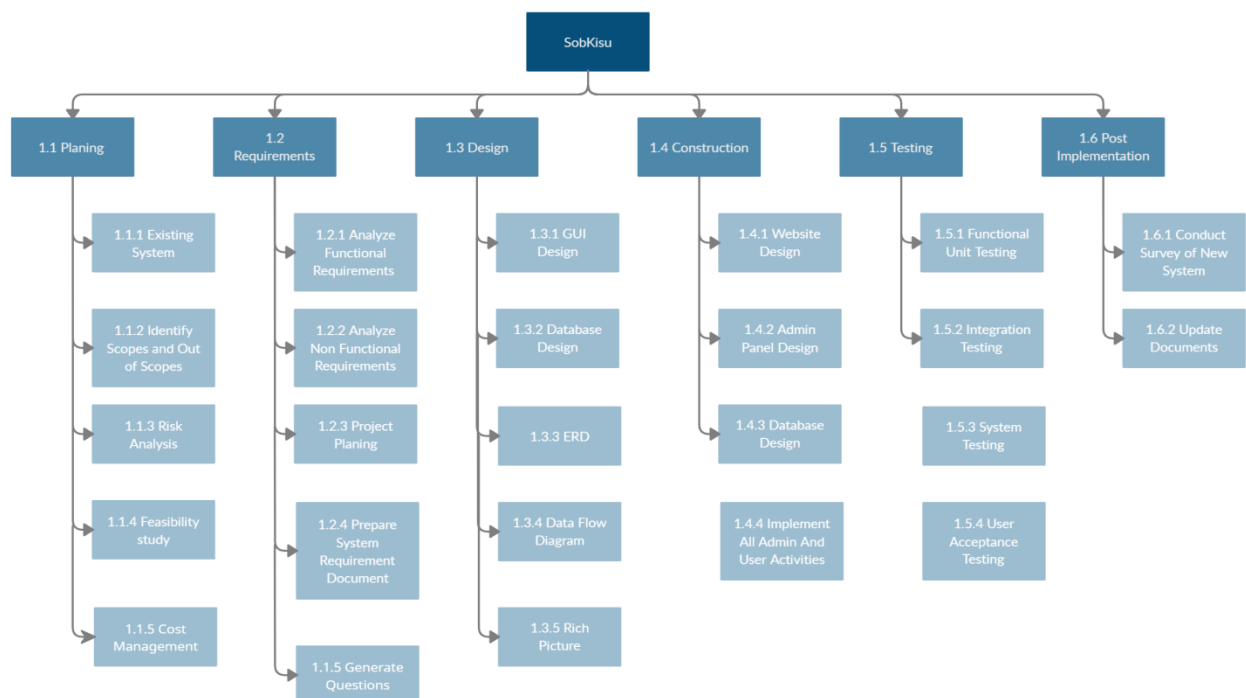 SobKisu
1.1 Planing
1.2
Requirements
1.3 Design
1.4 Construction
1.5 Testing
1.6 Post
Implementation
1.1.1 Existing
System
1.1.2 Identify
Scopes and Out
of Scopes
1.1.3 Risk
Analysis
1.1.4 Feasibility
study
1.1.5 Cost
Management
1.2.1 Analyze
Functional
Requirements
1.2.2 Analyze
Non Functional
Requirements
1.2.3 Project
Planing
1.2.4 Prepare
System
Requirement
Document
1.1.5 Generate
Questions
1.3.1 GUI
Design
1.3.2 Database
Design
1.3.3 ERD
1.3.4 Data Flow
Diagram
1.3.5 Rich
Picture
1.4.1 Website
Design
1.4.2 Admin
Panel Design
1.4.3 Database
Design
1.4.4 Implement
All Admin And
User Activities
1.5.1 Functional
Unit Testing
1.5.2 Integration
Testing
1.5.3 System
Testing
1.5.4 User
Acceptance
Testing
1.6.1 Conduct
Survey of New
System
1.6.2 Update
Documents